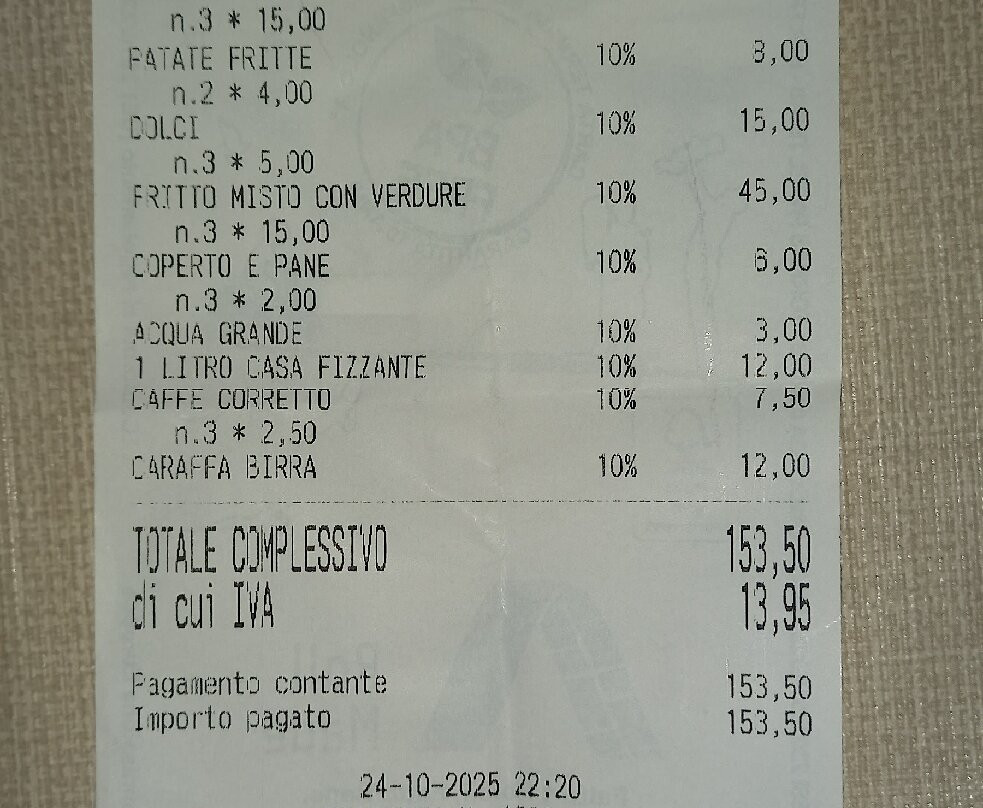 n.3 * 15,00
PATATE FRITTE 10% 8,00
n.2 * 4,00
DOLCI 10% 15,00
n.3 * 5,00
FRITTO MISTO CON VERDURE 10% 45,00
n.3 * 15,00
COPERTO E PANE 10% 6,00
n.3 * 2,00
ACQUA GRANDE 10% 3,00
1 LITRO CASA FIZZANTE 10% 12,00
CAFFE CORRETTO 10% 7,50
n.3 * 2,50
CARAFFA BIRRA 10% 12,00
TOTALE COMPLESSIVO 153,50
di cui IVA 13,95
Pagamento contante 153,50
Importo pagato 153,50
24-10-2025 22:20